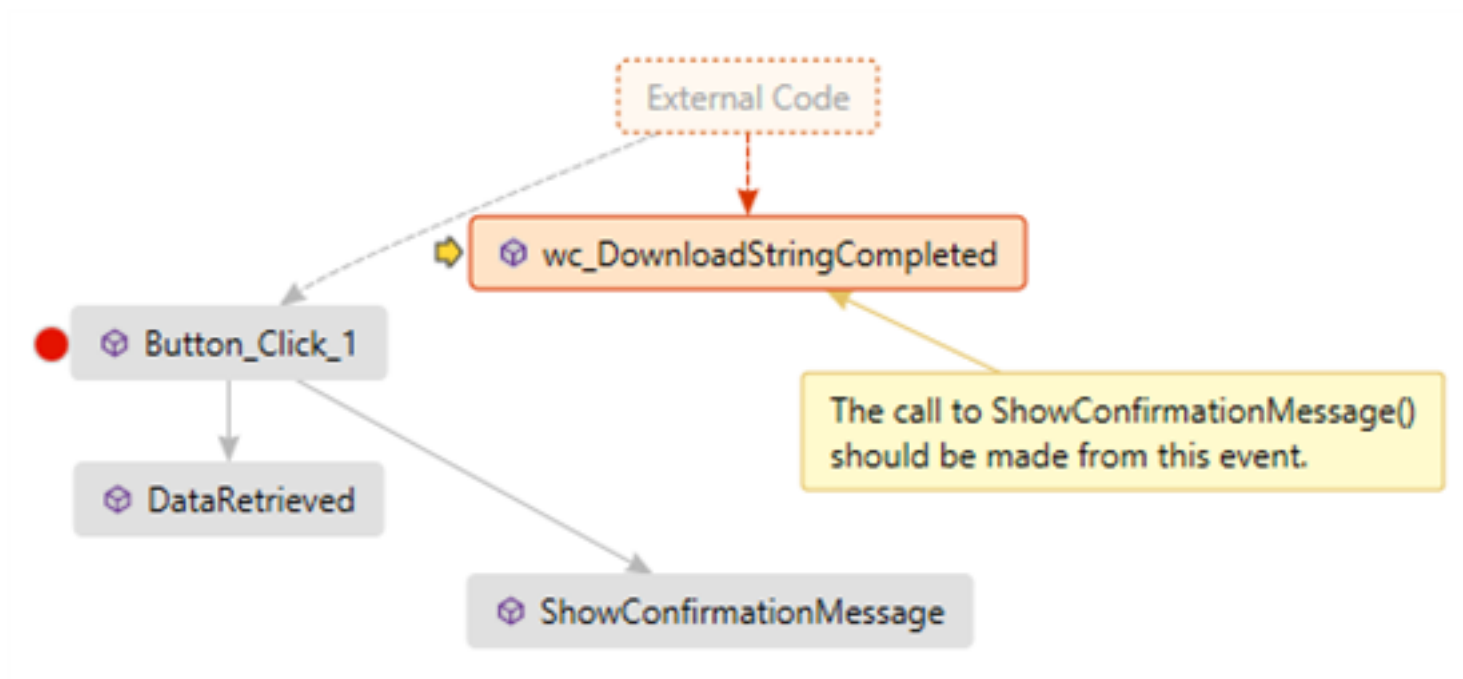 External Code
wc_DownloadStringCompleted
Button_Click_1
The call to ShowConfirmationMessage()
should be made from this event.
DataRetrieved
ShowConfirmationMessage